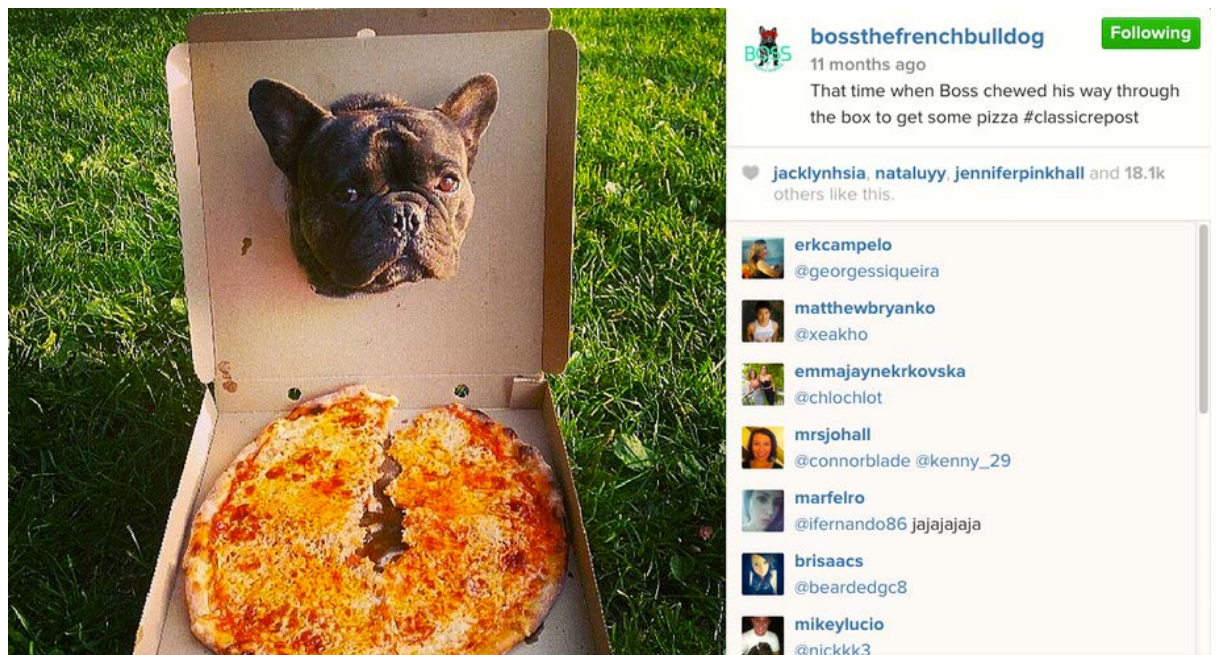 BOSS
bossthefrenchbulldog
Following
11 months ago
That time when Boss chewed his way through
the box to get some pizza #classicrepost
jacklynhsia, nataluyy, jenniferpinkhall and 18.1k
others like this.
erkcampelo
@georgessiqueira
matthewbryanko
@xeakho
emmajaynekrkovska
@chlochlot
mrsjohall
@connorblade @kenny_29
marfelro
@ifernando86 jajajajaja
brisaacs
@beardedgc8
mikeylucio
@nickkk3